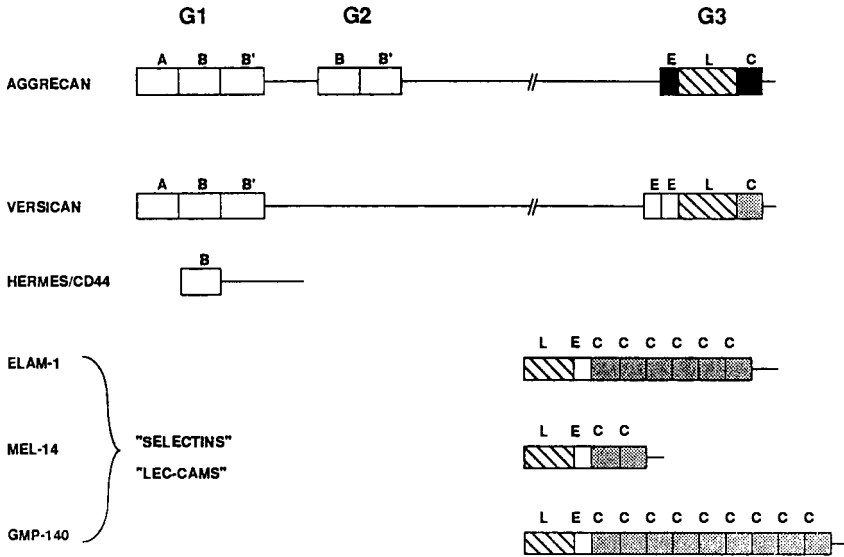 G1 G2 G3
A B B' B B' E L C
AGGRECAN
A B B' E E L C
VERSICAN
B
HERMES/CD44
L E C C C C C C
ELAM-1
L E C C
MEL-14
"SELECTINS"
"LEC-CAMS"
L E C C C C C C C C C
GMP-140